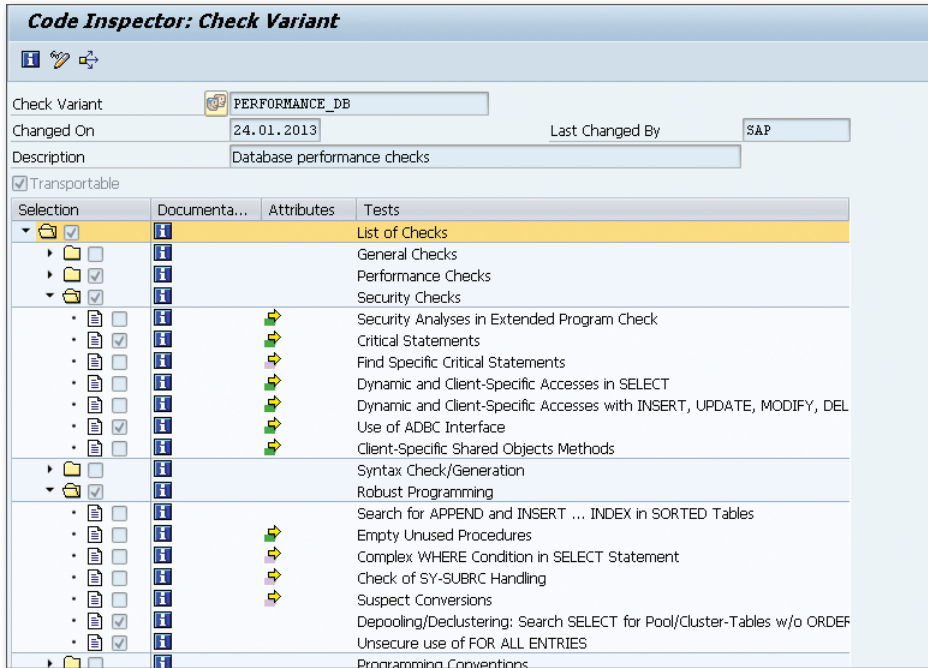 Code Inspector: Check Variant
Check Variant PERFORMANCE_DB
Changed On 24.01.2013 Last Changed By SAP
Description Database performance checks
Transportable
Selection Documenta... Attributes Tests
List of Checks
General Checks
Performance Checks
Security Checks
Security Analyses in Extended Program Check
Critical Statements
Find Specific Critical Statements
Dynamic and Client-Specific Accesses in SELECT
Dynamic and Client-Specific Accesses with INSERT, UPDATE, MODIFY, DEL
Use of ADBC Interface
Client-Specific Shared Objects Methods
Syntax Check/Generation
Robust Programming
Search for APPEND and INSERT ... INDEX in SORTED Tables
Empty Unused Procedures
Complex WHERE Condition in SELECT Statement
Check of SY-SUBRC Handling
Suspect Conversions
Depooling/Declustering: Search SELECT for Pool/Cluster-Tables w/o ORDER
Unsecure use of FOR ALL ENTRIES
Programming Conventions